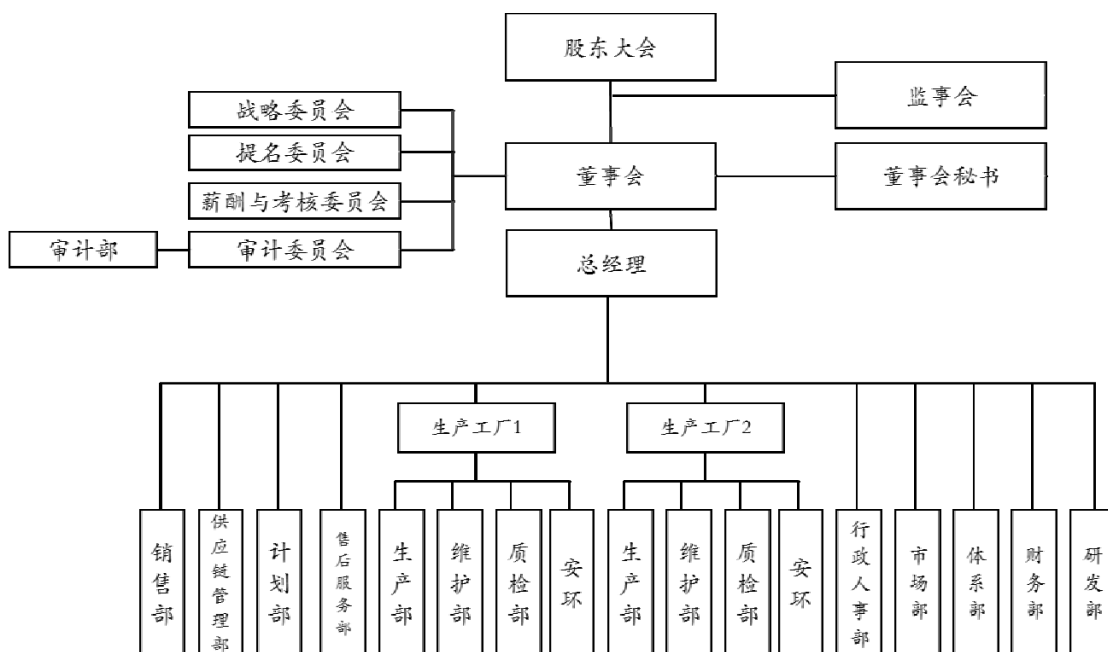 股东大会
监事会
战略委员会
提名委员会
董事会
董事会秘书
薪酬与考核委员会
审计部
审计委员会
总经理
生产工厂1
生产工厂2
销售部
供应链管理部
计划部
售后服务部
生产部
维护部
质检部
安环
生产部
维护部
质检部
安环
行政人事部
市场部
体系部
财务部
研发部